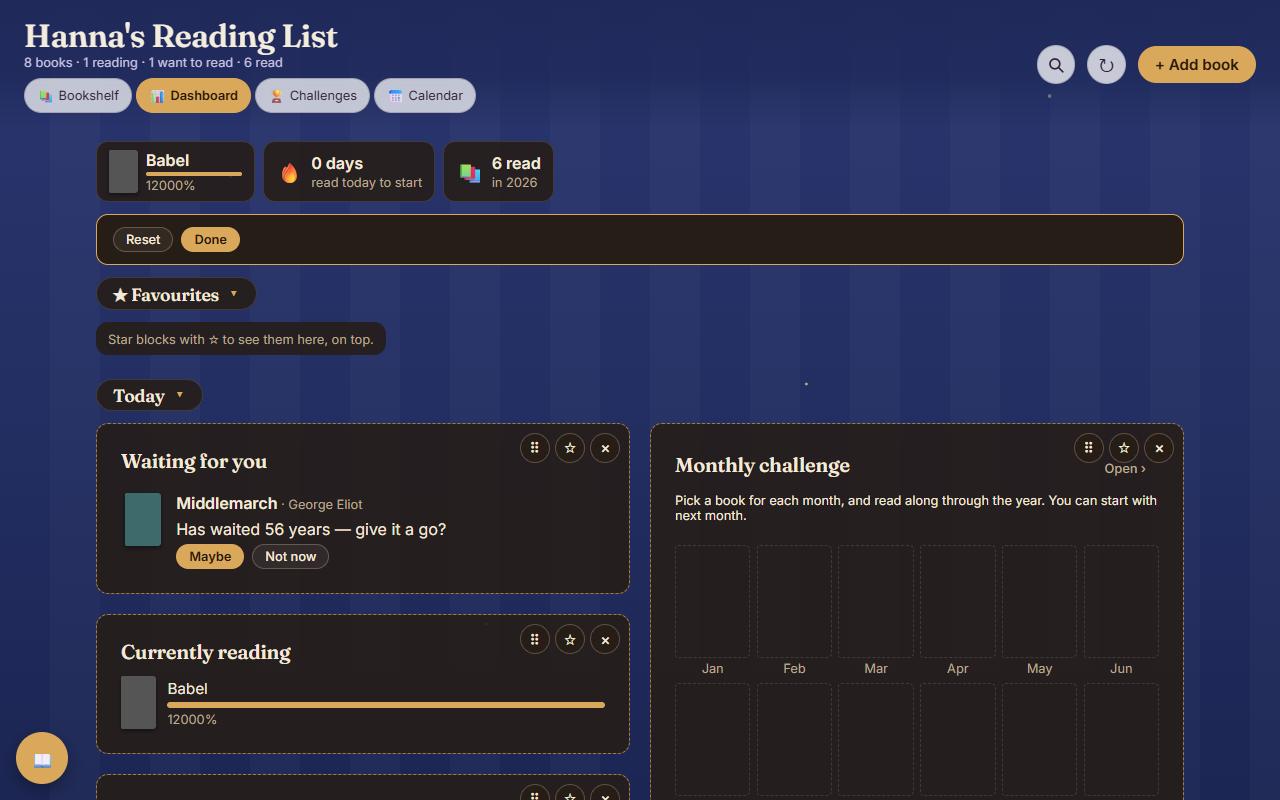 Hanna's Reading List
8 books · 1 reading · 1 want to read · 6 read
Bookshelf
Dashboard
Challenges
Calendar
+ Add book
Babel
12000%
0 days
read today to start
6 read
in 2026
Reset
Done
★ Favourites ▼
Star blocks with ☆ to see them here, on top.
Today ▼
Waiting for you
Middlemarch · George Eliot
Has waited 56 years — give it a go?
Maybe
Not now
Currently reading
Babel
12000%
Monthly challenge
Open ›
Pick a book for each month, and read along through the year. You can start with
next month.
Jan Feb Mar Apr May Jun